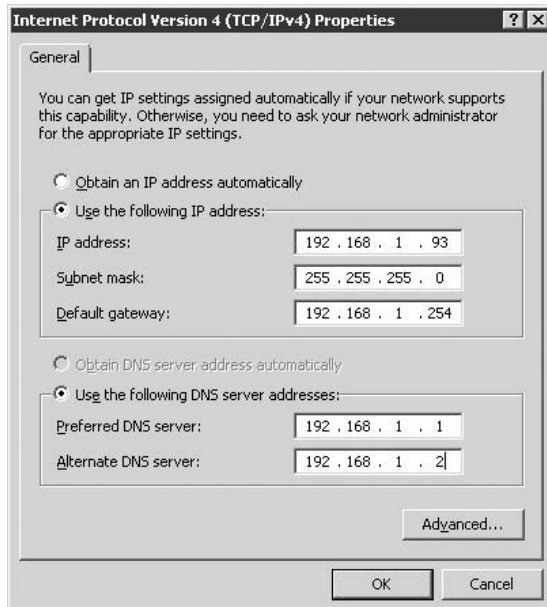 Internet Protocol Version 4 (TCP/IPv4) Properties ? X
General
You can get IP settings assigned automatically if your network supports
this capability. Otherwise, you need to ask your network administrator
for the appropriate IP settings.
Obtain an IP address automatically
Use the following IP address:
IP address: 192 . 168 . 1 . 93
Subnet mask: 255 . 255 . 255 . 0
Default gateway: 192 . 168 . 1 . 254
Obtain DNS server address automatically
Use the following DNS server addresses:
Preferred DNS server: 192 . 168 . 1 . 1
Alternate DNS server: 192 . 168 . 1 . 2
Advanced...
OK Cancel